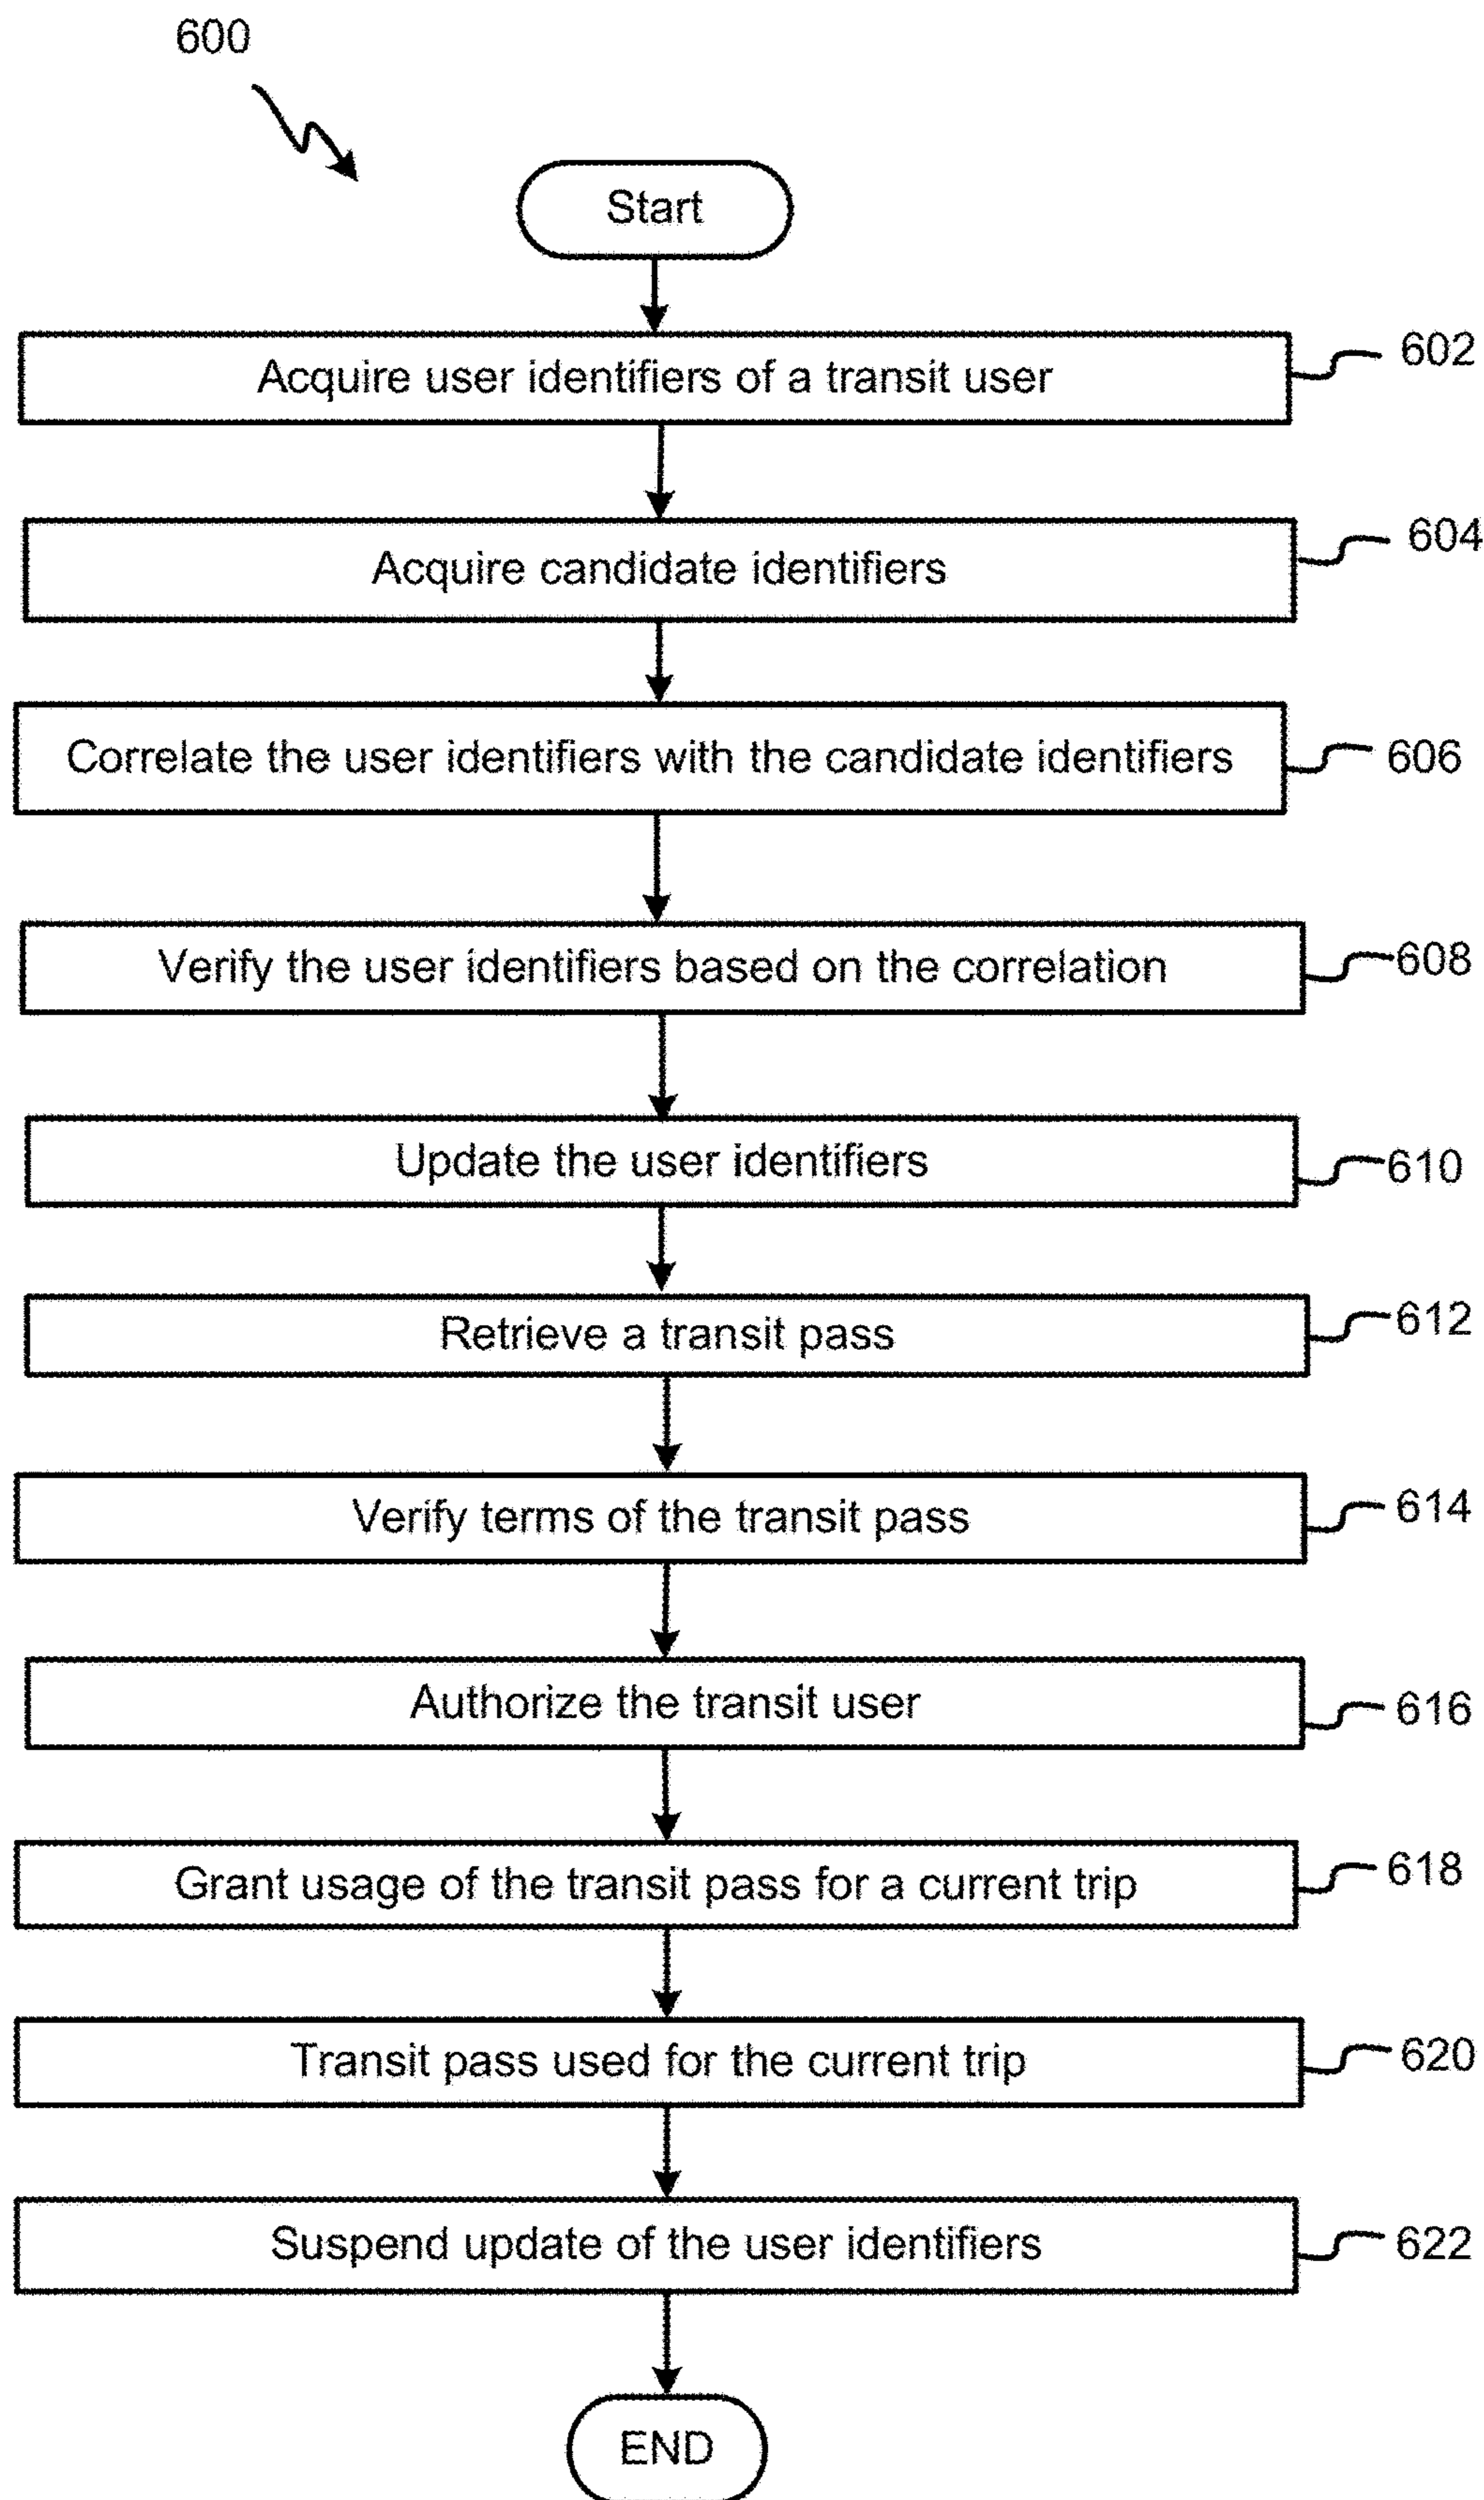 600
Start
Acquire user identifiers of a transit user
602
Acquire candidate identifiers
604
Correlate the user identifiers with the candidate identifiers
606
Verify the user identifiers based on the correlation
608
Update the user identifiers
610
Retrieve a transit pass
612
Verify terms of the transit pass
614
Authorize the transit user
616
Grant usage of the transit pass for a current trip
618
Transit pass used for the current trip
620
Suspend update of the user identifiers
622
END